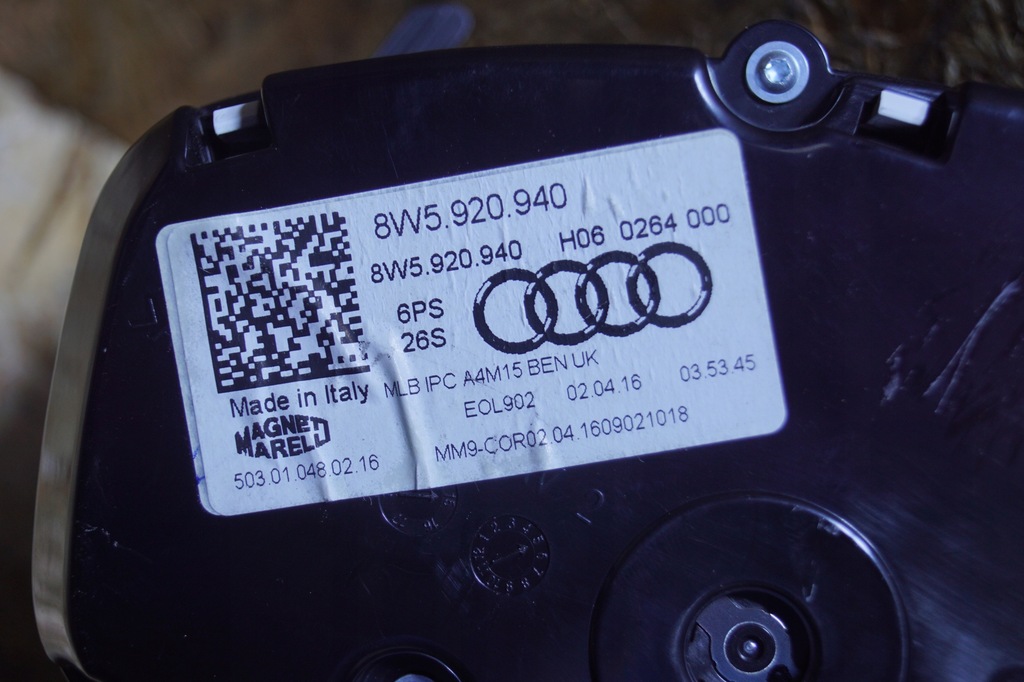 8W5.920.940
8W5.920.940 H06 0264 000
6PS
26S
MLB IPC A4M15 BEN UK
Made in Italy
EOL902 02.04.16 03.53.45
MAGNETI
MARELLI
MM9-COR02.04.1609021018
503.01.048.02.16